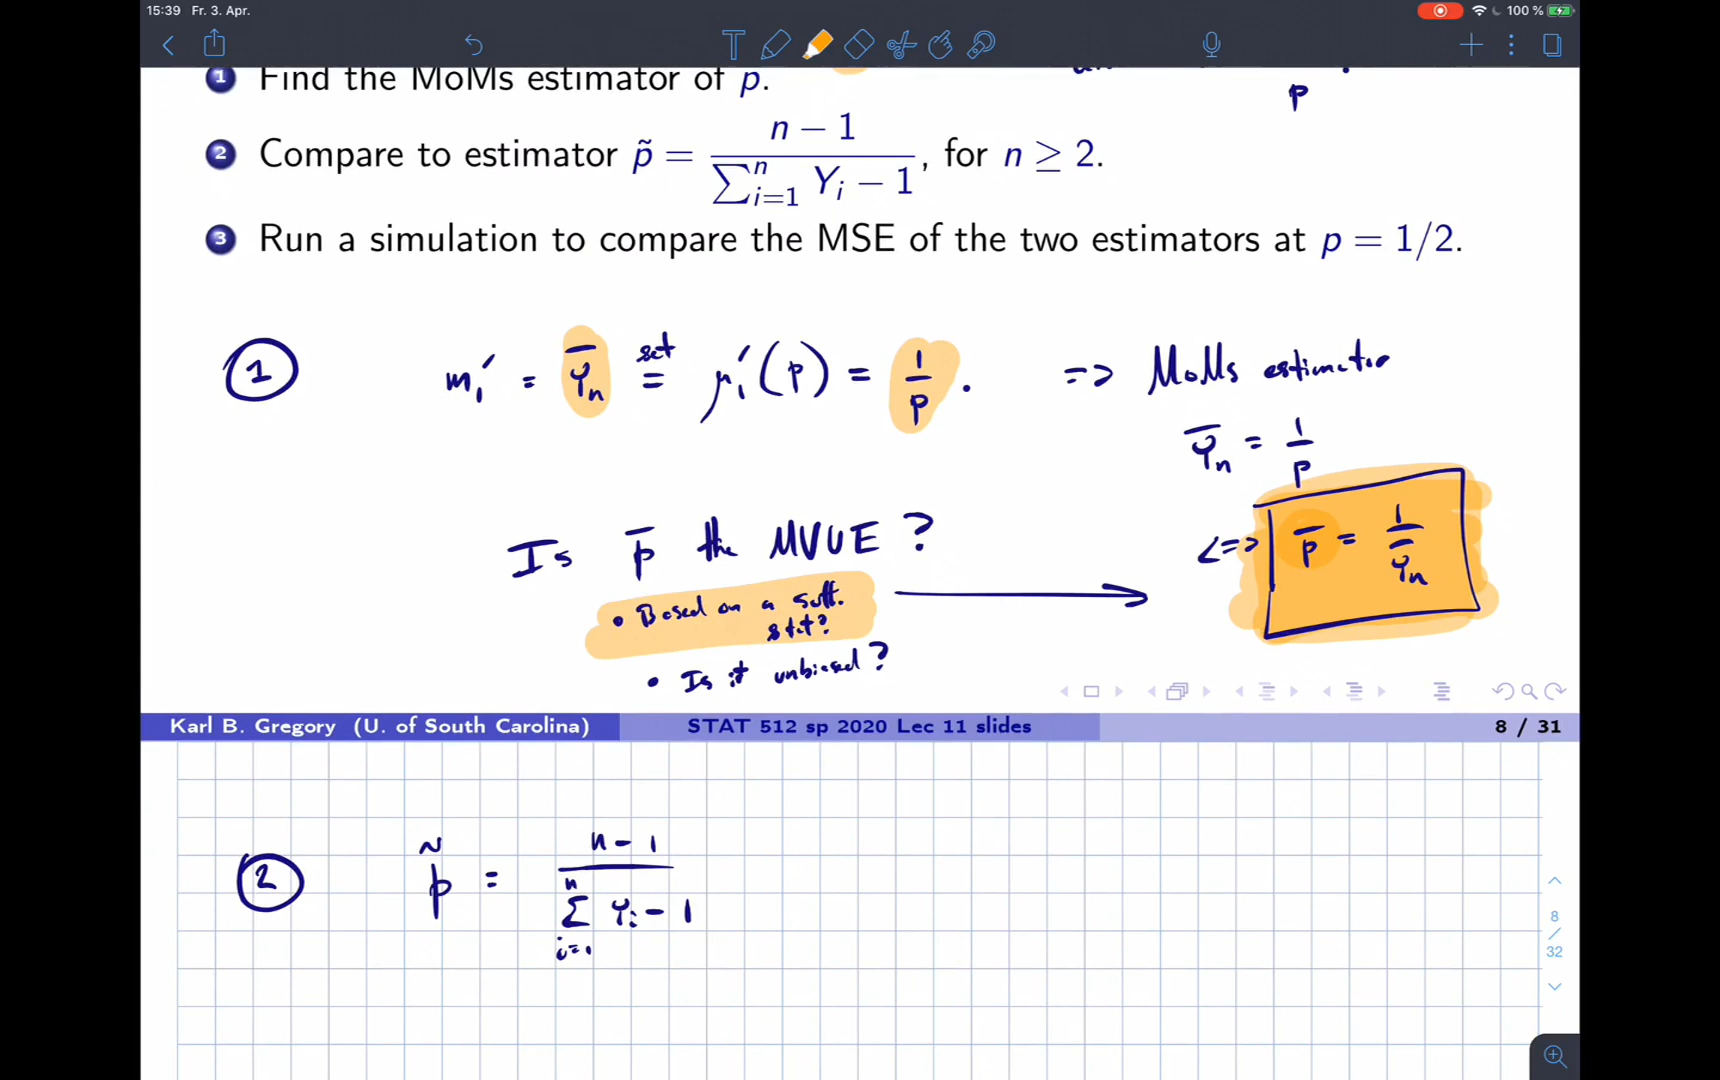 15:39 Fr. 3. Apr. 100 %
1 Find the MoMs estimator of p.
p
2 Compare to estimator p̃ = (n − 1) / (∑_{i=1}^{n} Y_i − 1), for n ≥ 2.
3 Run a simulation to compare the MSE of the two estimators at p = 1/2.
1 m₁′ = Ȳn set = μ₁′(p) = 1/p. => MoMs estimator
Ȳn = 1/p
Is p̄ the MVUE ?
<=> p̄ = 1/Ȳn
• Based on a suff. stat?
• Is it unbiased?
Karl B. Gregory (U. of South Carolina) STAT 512 sp 2020 Lec 11 slides 8 / 31
2 p̃ = (n - 1) / (∑_{i=1}^{n} Y_i - 1)
8 / 32